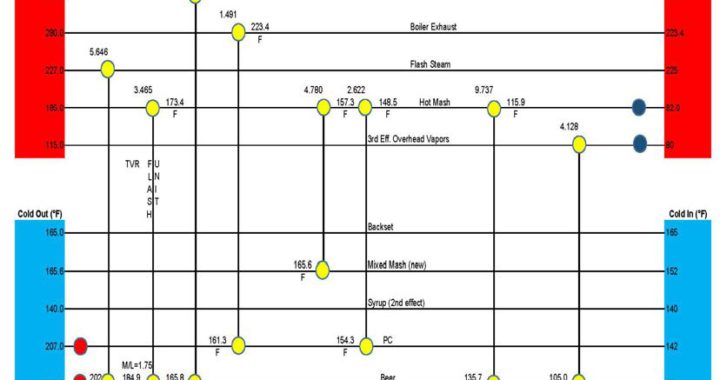 1.491
280.0 223.4 F Boiler Exhaust 223.4
5.646
227.0 Flash Steam 225
3.465 4.780 2.622 9.737
173.4 F 157.3 F 148.5 F Hot Mash 115.9 F 82.0
4.128
115.0 3rd Eff. Overhead Vapors 80
TVR FLASH UNIT
Cold Out (°F) Cold In (°F)
165.0 Backset 165
165.6 165.6 F Mixed Mash (new) 152
140.0 Syrup (2nd effect) 140
207.0 161.3 F 154.3 F PC 142
M/L=1.75
202 184.9 165.8 Beer 135.7 105.0